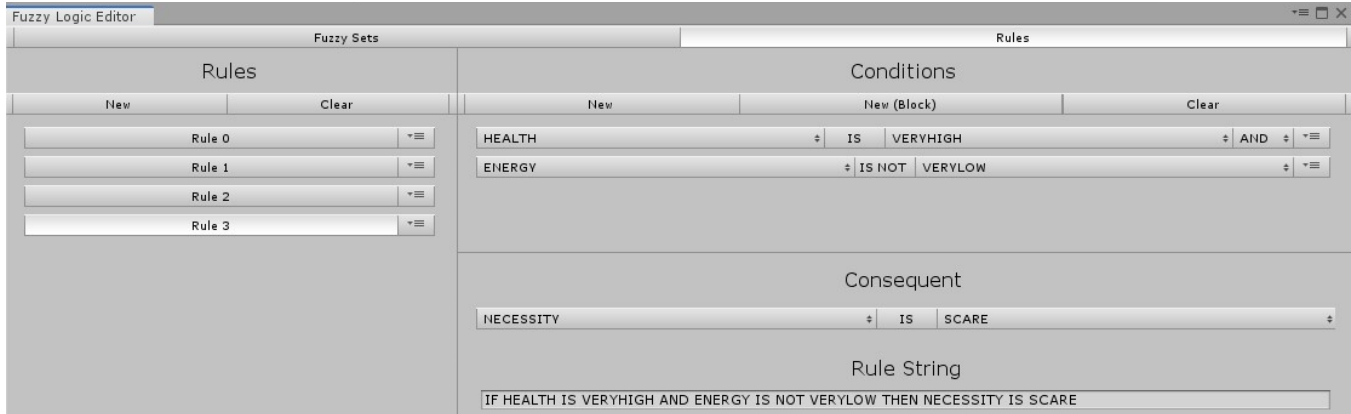 Fuzzy Logic Editor
Fuzzy Sets Rules
Rules
New Clear
Rule 0
Rule 1
Rule 2
Rule 3
Conditions
New New (Block) Clear
HEALTH IS VERYHIGH AND
ENERGY IS NOT VERYLOW
Consequent
NECESSITY IS SCARE
Rule String
IF HEALTH IS VERYHIGH AND ENERGY IS NOT VERYLOW THEN NECESSITY IS SCARE